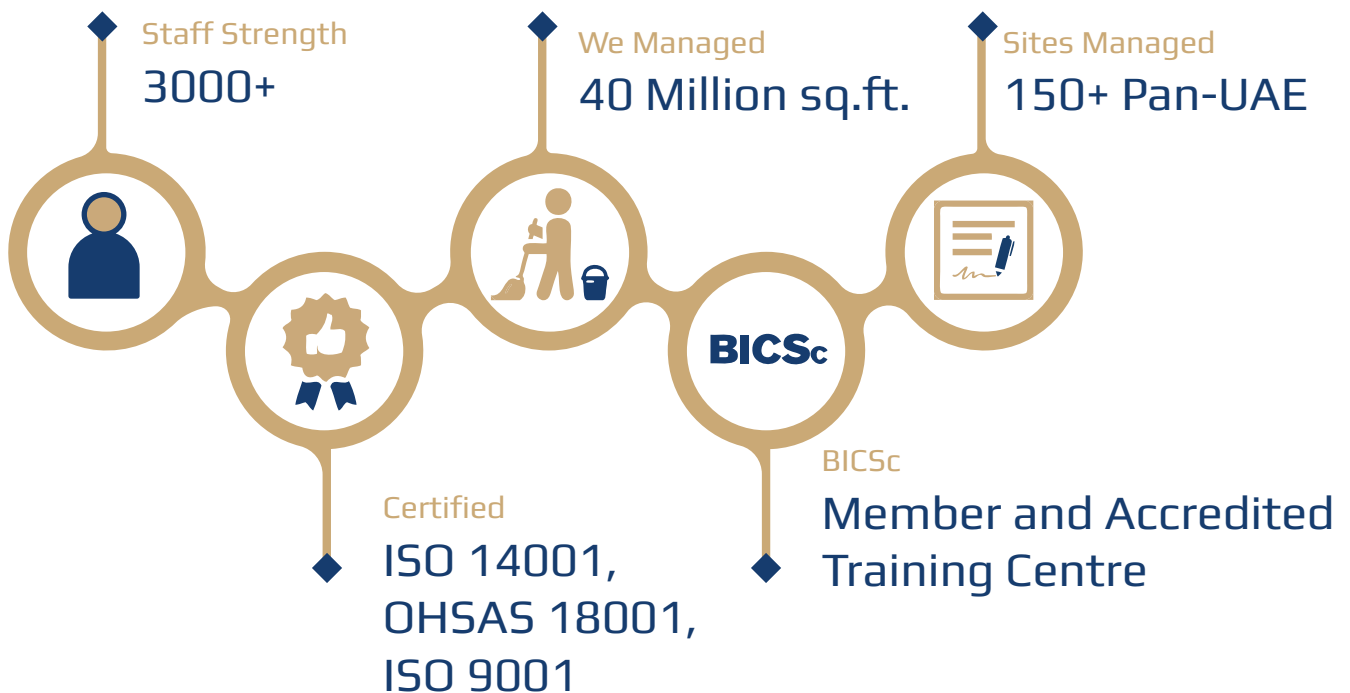 Staff Strength
3000+
We Managed
40 Million sq.ft.
Sites Managed
150+ Pan-UAE
BICSc
Certified
ISO 14001,
OHSAS 18001,
ISO 9001
BICSc
Member and Accredited
Training Centre